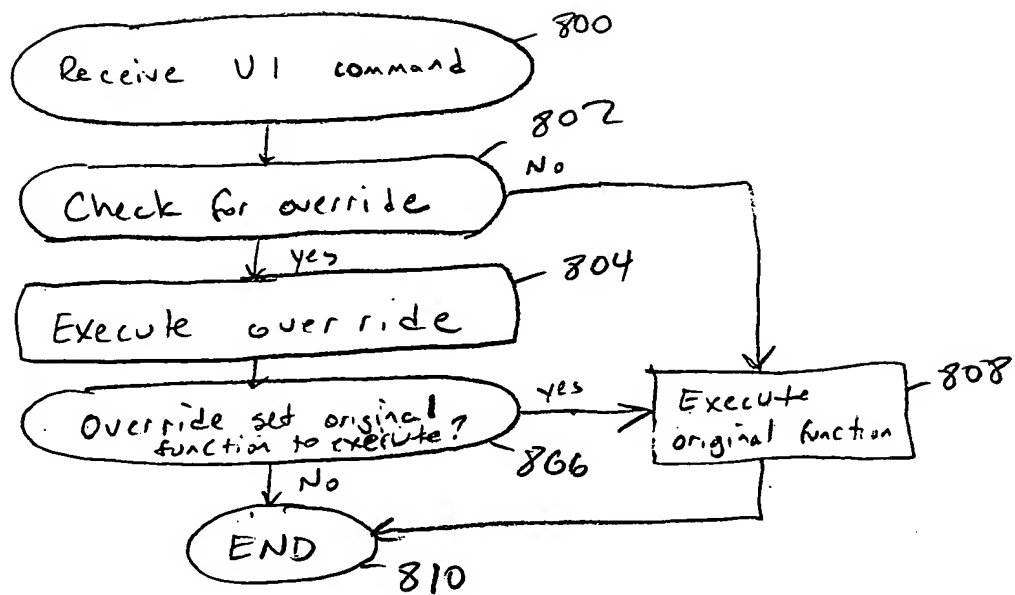 800
Receive UI command
802
No
Check for override
yes
804
Execute override
yes
808
Override set original
function to execute?
Execute
original function
806
No
END
810